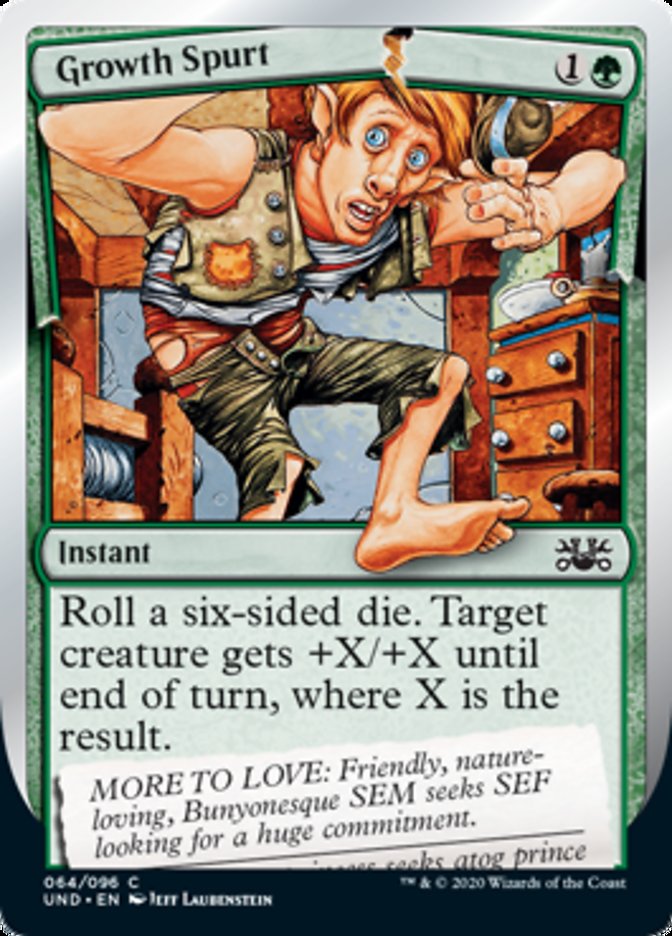 Growth Spurt 1
Instant
Roll a six-sided die. Target
creature gets +X/+X until
end of turn, where X is the
result.
MORE TO LOVE: Friendly, nature-
loving, Bunyonesque SEM seeks SEF
looking for a huge commitment.
seeks atog prince
064/096 C
UND • EN Jeff Laubenstein
™ & © 2020 Wizards of the Coast